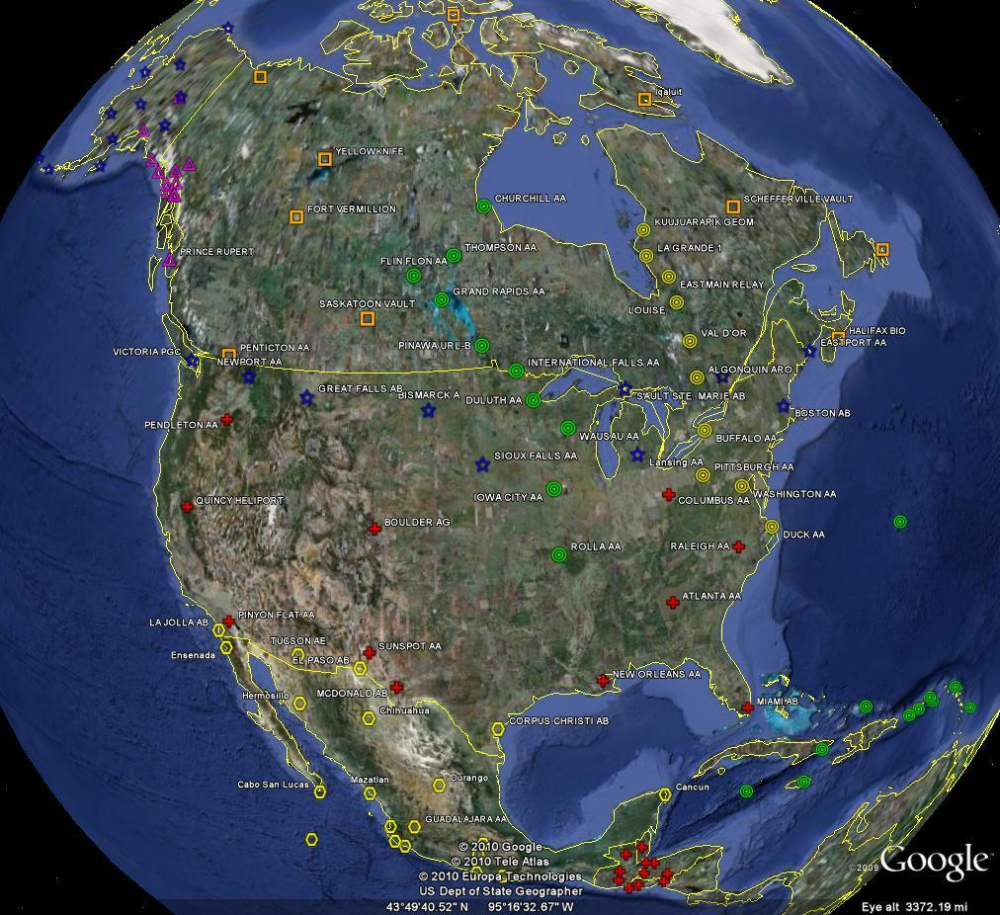 Iqaluit
YELLOWKNIFE
CHURCHILL AA
SCHEFFERVILLE VAULT
FORT VERMILLION
KUUJUARAPIK GEOM
PRINCE RUPERT
THOMPSON AA
LA GRANDE 1
FLIN FLON AA
EASTMAIN RELAY
GRAND RAPIDS AA
SASKATOON VAULT
LOUISE
HALIFAX BIO
VAL D'OR
EASTPORT AA
PINAWA URL-B
PENTICTON AA
VICTORIA PGC
NEWPORT AA
INTERNATIONAL FALLS AA
ALGONQUIN ARO
GREAT FALLS AB
BISMARCK A
SAULT STE. MARIE AB
DULUTH AA
BOSTON AB
PENDLETON AA
WAUSAU AA
BUFFALO AA
SIOUX FALLS AA
Lansing AA
PITTSBURGH AA
IOWA CITY AA
WASHINGTON AA
QUINCY HELIPORT
COLUMBUS AA
BOULDER AG
DUCK AA
ROLLA AA
RALEIGH AA
ATLANTA AA
PINYON FLAT AA
LA JOLLA AB
TUCSON AE
SUNSPOT AA
Ensenada
EL PASO AB
NEW ORLEANS AA
MCDONALD AB
Hermosillo
MIAMI AB
Chihuahua
CORPUS CHRISTI AB
Mazatlan
Durango
Cabo San Lucas
Cancun
GUADALAJARA AA
© 2010 Google
© 2010 Tele Atlas
© 2010 Europa Technologies
US Dept of State Geographer
©2009 Google
43°49'40.52" N 95°16'32.67" W
Eye alt 3372.19 mi